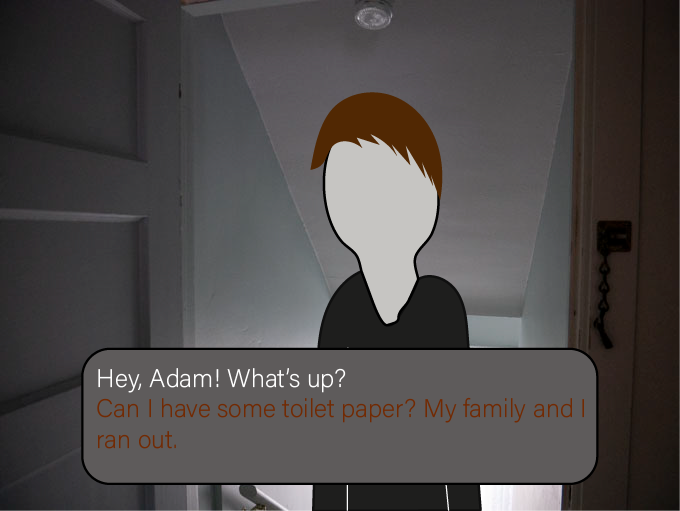 Hey, Adam! What's up?
Can I have some toilet paper? My family and I
ran out.